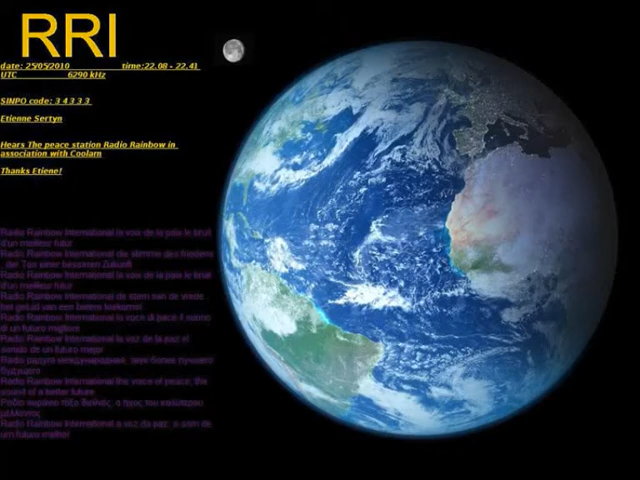 RRI
date: 25/05/2010 time:22.08 - 22.41
UTC 6290 kHz
SINPO code: 3 4 3 3 3
Etienne Sertyn
Hears The peace station Radio Rainbow in
association with Coolam
Thanks Etiene!
Radio Rainbow International la voix de la paix le bruit
d'un meilleur futur
Radio Rainbow International die stimme des friedens
, der Ton einer besseren Zukunft
Radio Rainbow International la voix de la paix le bruit
d'un meilleur futur
Radio Rainbow International de stem van de vrede
het geluid van een betere toekomst
Radio Rainbow International la voce di pace il suono
di un futuro migliore
Radio Rainbow International la voz de la paz el
sonido de un futuro mejor
Radio Rainbow International the voice of peace, the
sound of a better future
Radio Rainbow International a voz da paz, o som de
um futuro melhor